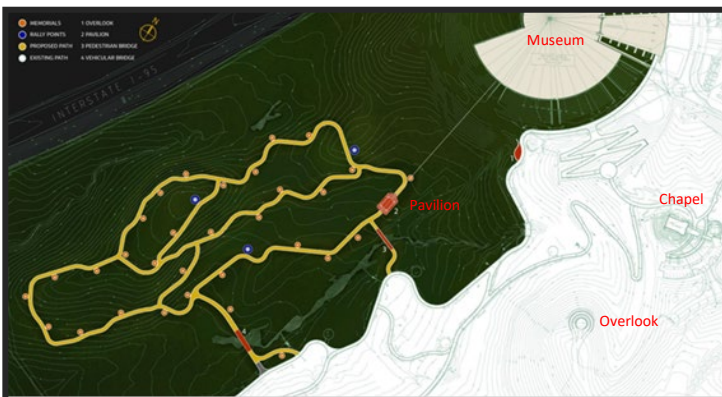 MEMORIALS 1 OVERLOOK
RALLY POINTS 2 PAVILION
PROPOSED PATH 3 PEDESTRIAN BRIDGE
EXISTING PATH 4 VEHICULAR BRIDGE
INTERSTATE I-95
Museum
1
Chapel
Pavilion
2
3
Overlook
4